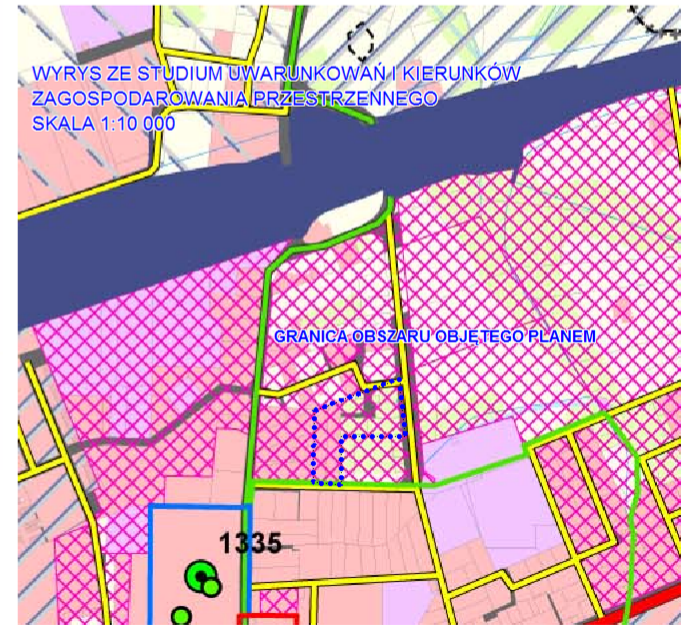 WYRYS ZE STUDIUM UWARUNKOWAŃ I KIERUNKÓW
ZAGOSPODAROWANIA PRZESTRZENNEGO
SKALA 1:10 000
GRANICA OBSZARU OBJĘTEGO PLANEM
1335